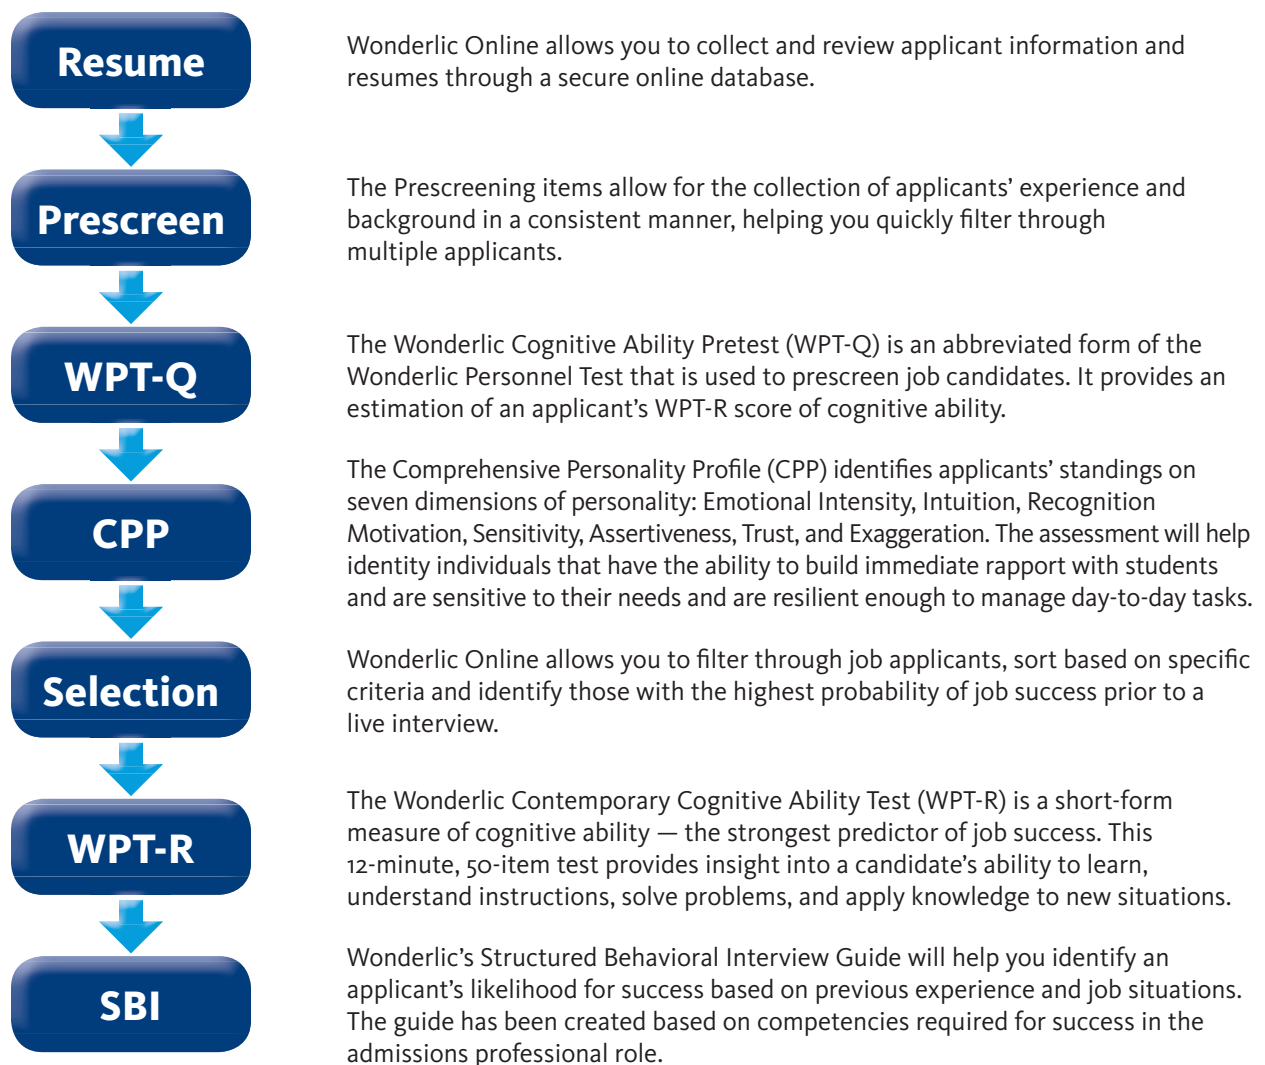 Resume
Wonderlic Online allows you to collect and review applicant information and
resumes through a secure online database.
Prescreen
The Prescreening items allow for the collection of applicants’ experience and
background in a consistent manner, helping you quickly filter through
multiple applicants.
WPT-Q
The Wonderlic Cognitive Ability Pretest (WPT-Q) is an abbreviated form of the
Wonderlic Personnel Test that is used to prescreen job candidates. It provides an
estimation of an applicant’s WPT-R score of cognitive ability.
CPP
The Comprehensive Personality Profile (CPP) identifies applicants’ standings on
seven dimensions of personality: Emotional Intensity, Intuition, Recognition
Motivation, Sensitivity, Assertiveness, Trust, and Exaggeration. The assessment will help
identity individuals that have the ability to build immediate rapport with students
and are sensitive to their needs and are resilient enough to manage day-to-day tasks.
Selection
Wonderlic Online allows you to filter through job applicants, sort based on specific
criteria and identify those with the highest probability of job success prior to a
live interview.
WPT-R
The Wonderlic Contemporary Cognitive Ability Test (WPT-R) is a short-form
measure of cognitive ability — the strongest predictor of job success. This
12-minute, 50-item test provides insight into a candidate’s ability to learn,
understand instructions, solve problems, and apply knowledge to new situations.
SBI
Wonderlic’s Structured Behavioral Interview Guide will help you identify an
applicant’s likelihood for success based on previous experience and job situations.
The guide has been created based on competencies required for success in the
admissions professional role.